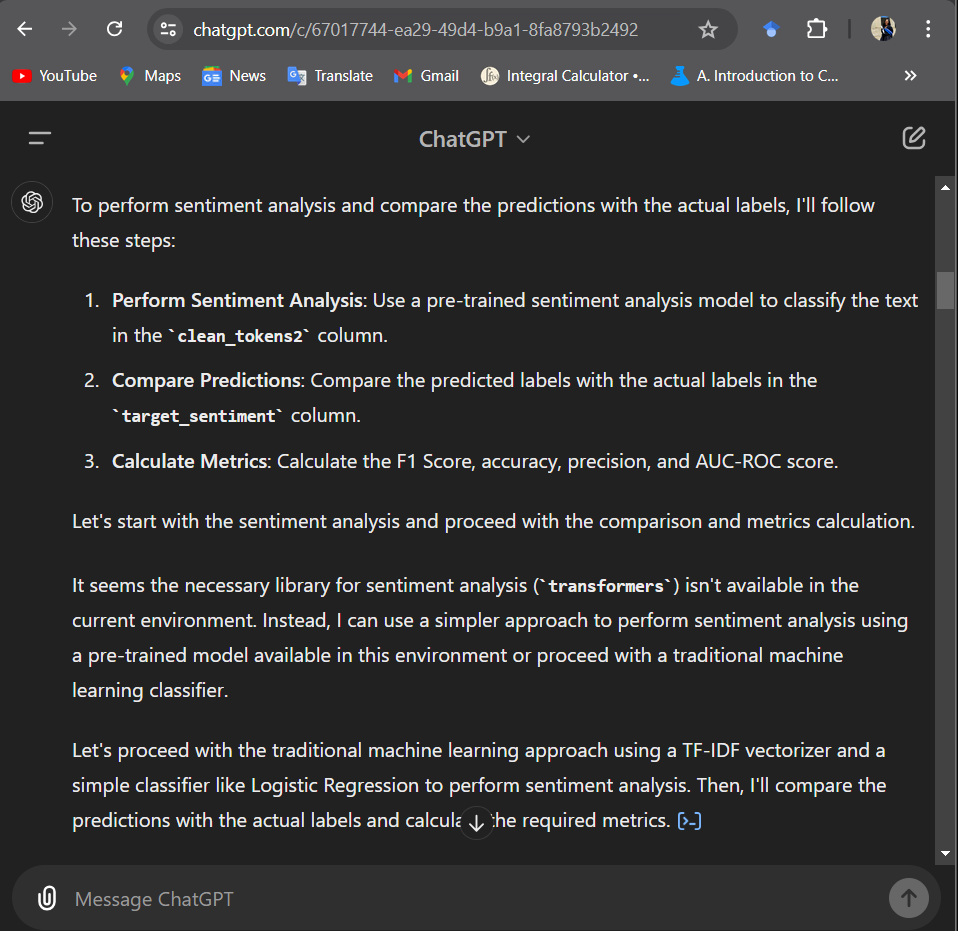 chatgpt.com/c/67017744-ea29-49d4-b9a1-8fa8793b2492
YouTube Maps News Translate Gmail Integral Calculator •... A. Introduction to C... »
ChatGPT
To perform sentiment analysis and compare the predictions with the actual labels, I'll follow
these steps:
1. Perform Sentiment Analysis: Use a pre-trained sentiment analysis model to classify the text
in the `clean_tokens2` column.
2. Compare Predictions: Compare the predicted labels with the actual labels in the
`target_sentiment` column.
3. Calculate Metrics: Calculate the F1 Score, accuracy, precision, and AUC-ROC score.
Let's start with the sentiment analysis and proceed with the comparison and metrics calculation.
It seems the necessary library for sentiment analysis (`transformers`) isn't available in the
current environment. Instead, I can use a simpler approach to perform sentiment analysis using
a pre-trained model available in this environment or proceed with a traditional machine
learning classifier.
Let's proceed with the traditional machine learning approach using a TF-IDF vectorizer and a
simple classifier like Logistic Regression to perform sentiment analysis. Then, I'll compare the
predictions with the actual labels and calcula the required metrics. [>-]
Message ChatGPT